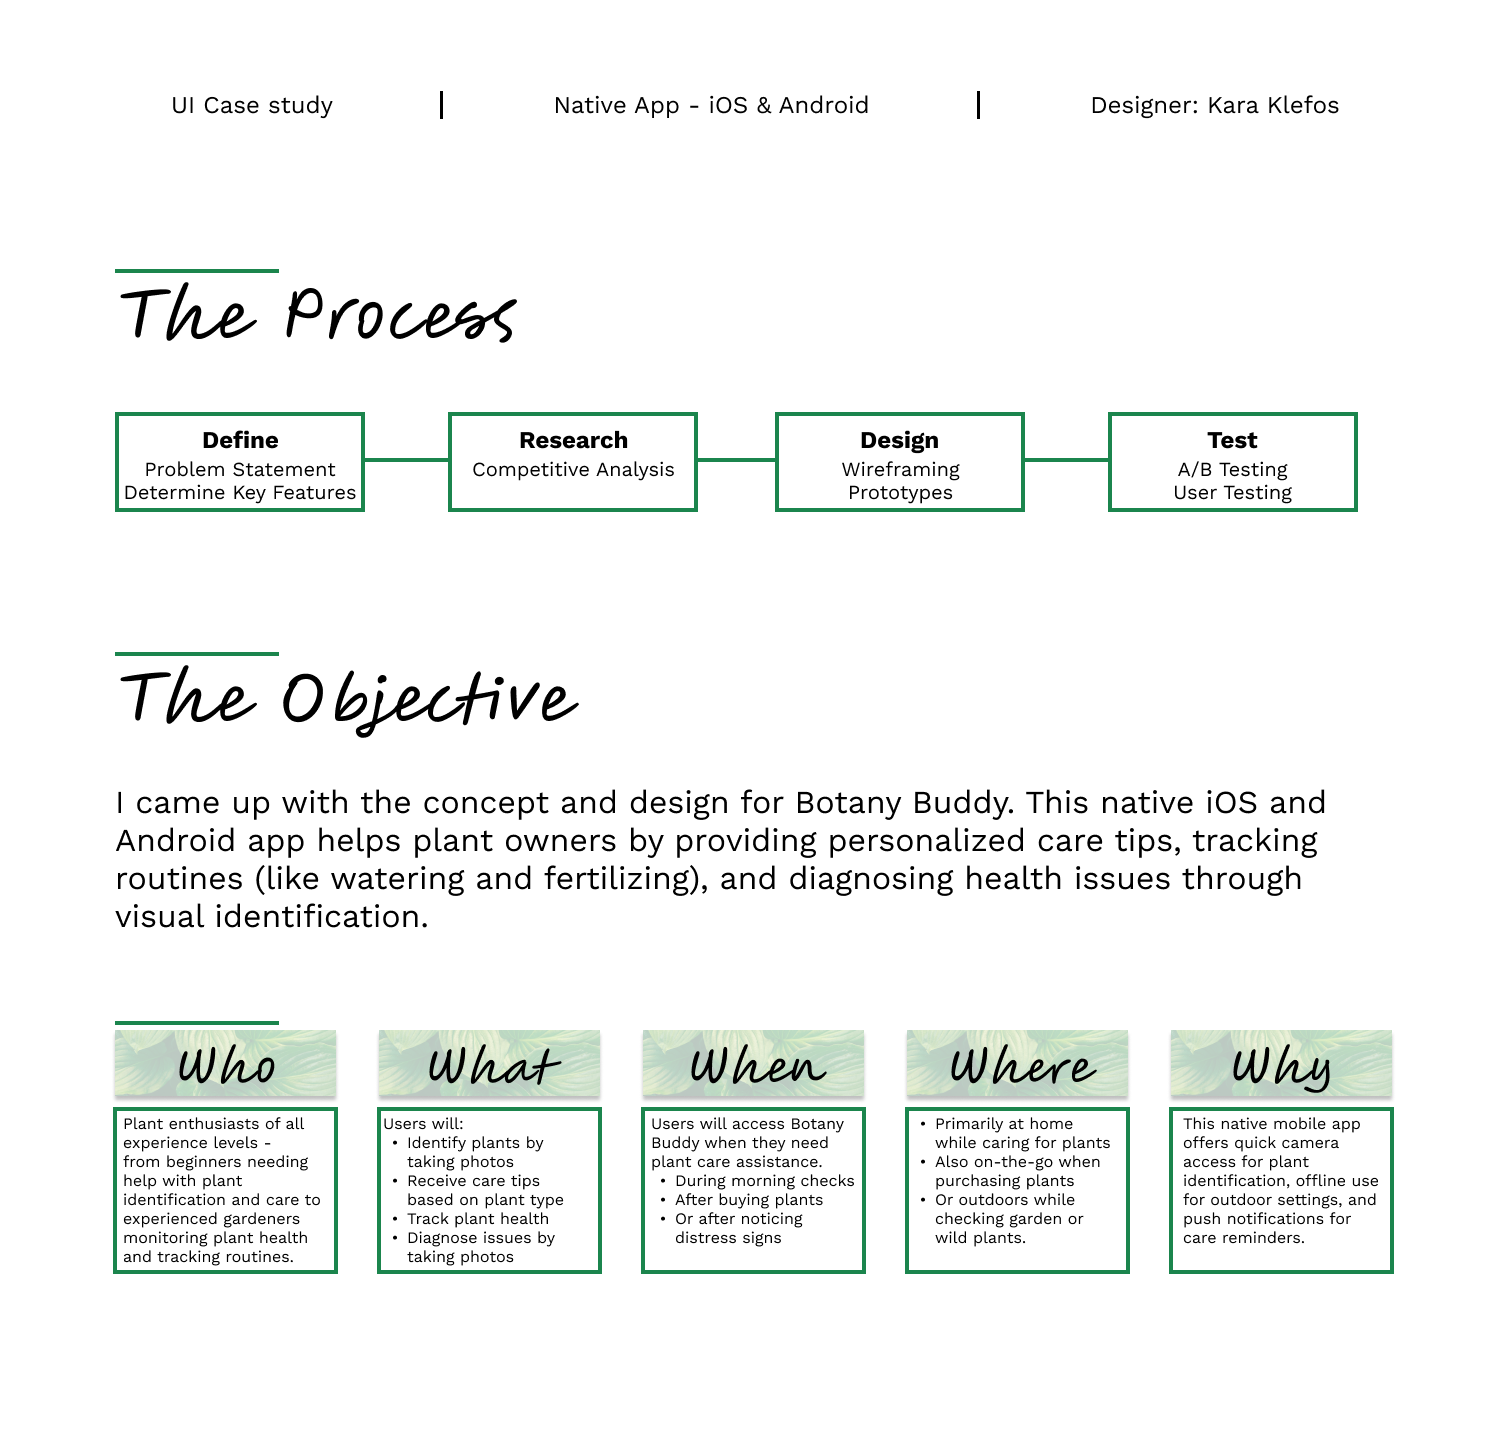 UI Case study
Native App - iOS & Android
Designer: Kara Klefos
The Process
Define
Problem Statement
Determine Key Features
Research
Competitive Analysis
Design
Wireframing
Prototypes
Test
A/B Testing
User Testing
The Objective
I came up with the concept and design for Botany Buddy. This native iOS and
Android app helps plant owners by providing personalized care tips, tracking
routines (like watering and fertilizing), and diagnosing health issues through
visual identification.
Who
Plant enthusiasts of all
experience levels -
from beginners needing
help with plant
identification and care to
experienced gardeners
monitoring plant health
and tracking routines.
What
Users will:
• Identify plants by
taking photos
• Receive care tips
based on plant type
• Track plant health
• Diagnose issues by
taking photos
When
Users will access Botany
Buddy when they need
plant care assistance.
• During morning checks
• After buying plants
• Or after noticing
distress signs
Where
• Primarily at home
while caring for plants
• Also on-the-go when
purchasing plants
• Or outdoors while
checking garden or
wild plants.
Why
This native mobile app
offers quick camera
access for plant
identification, offline use
for outdoor settings, and
push notifications for
care reminders.